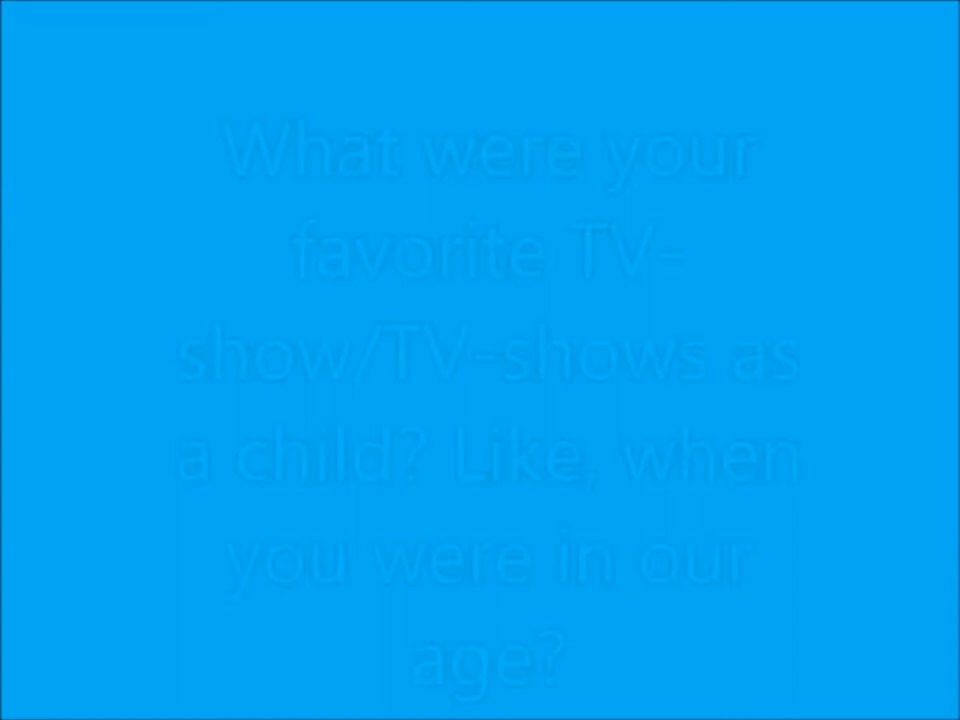 What were your
favorite TV-
show/TV-shows as
a child? Like, when
you were in our
age?